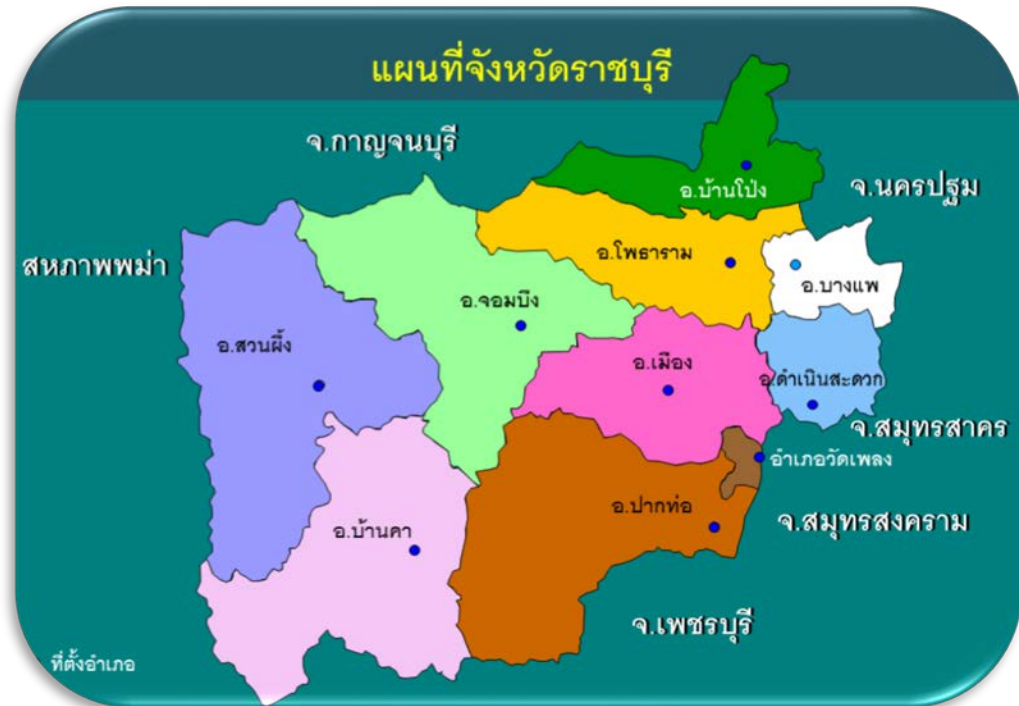 แผนที่จังหวัดราชบุรี
จ.กาญจนบุรี
อ.บ้านโป่ง
จ.นครปฐม
สหภาพพม่า
อ.โพธาราม
อ.บางแพ
อ.จอมบึง
อ.สวนผึ้ง
อ.เมือง
อ.ดำเนินสะดวก
จ.สมุทรสาคร
อำเภอวัดเพลง
อ.ปากท่อ
จ.สมุทรสงคราม
อ.บ้านคา
จ.เพชรบุรี
ที่ตั้งอำเภอ